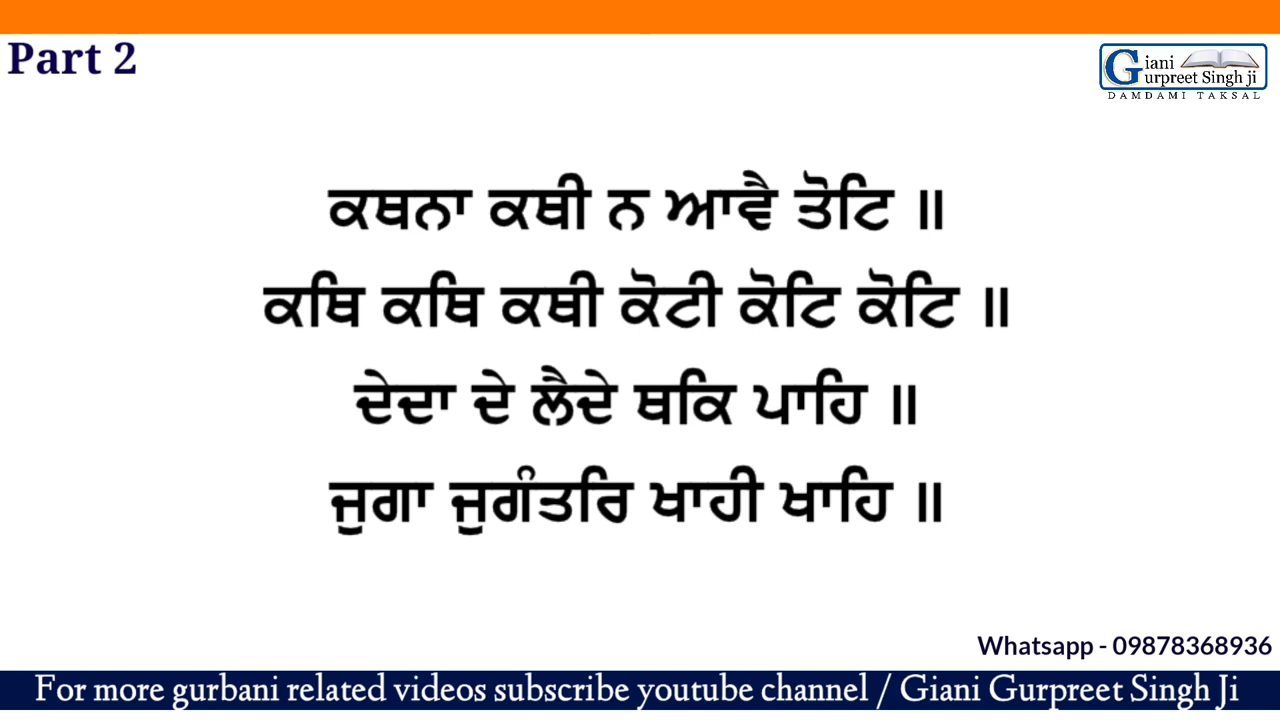 Part 2
Giani
Gurpreet Singh ji
DAMDAMI TAKSAL
ਕਥਨਾ ਕਥੀ ਨ ਆਵੈ ਤੋਟਿ ॥
ਕਥਿ ਕਥਿ ਕਥੀ ਕੋਟੀ ਕੋਟਿ ਕੋਟਿ ॥
ਦੇਦਾ ਦੇ ਲੈਦੇ ਥਕਿ ਪਾਹਿ ॥
ਜੁਗਾ ਜੁਗੰਤਰਿ ਖਾਹੀ ਖਾਹਿ ॥
Whatsapp - 09878368936
For more gurbani related videos subscribe youtube channel / Giani Gurpreet Singh Ji